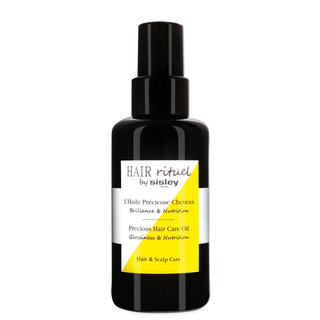 HAIR rituel
by sisley
PARIS
L'Huile Précieuse Cheveux
Brillance & Nutrition
Precious Hair Care Oil
Glossiness & Nutrition
Hair & Scalp Care